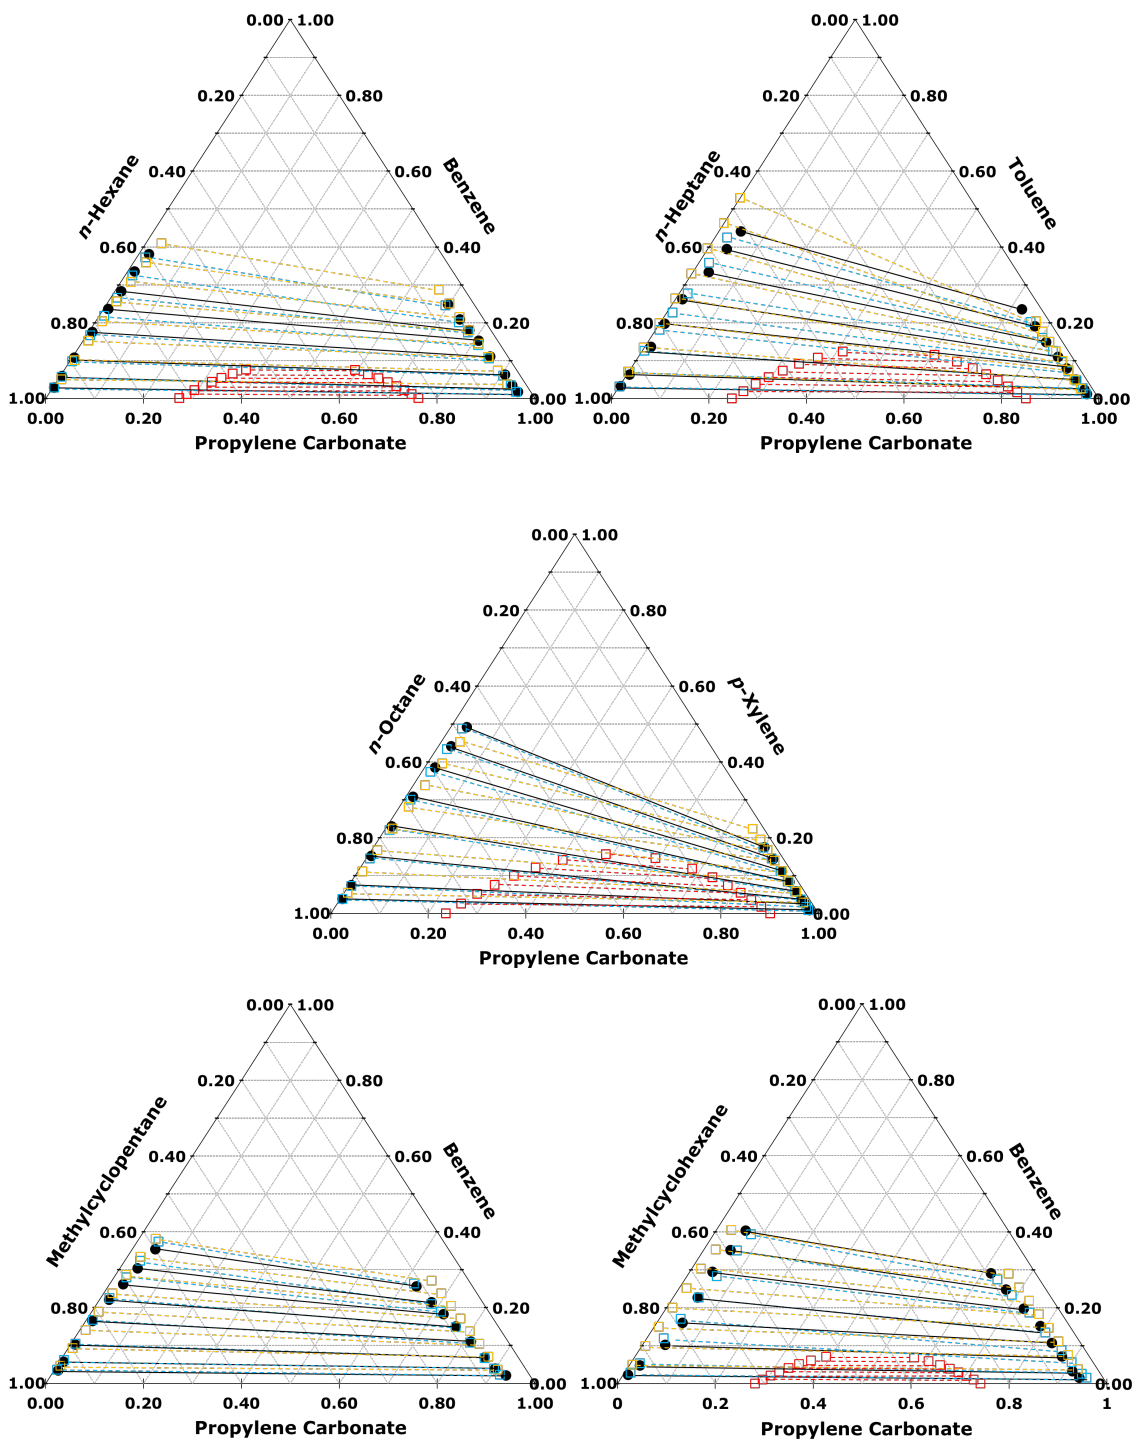 0.00 1.00
0.20 0.80
0.40 0.60
0.60 0.40
0.80 0.20
1.00 0.00
n-Hexane
Benzene
0.00 0.20 0.40 0.60 0.80 1.00
Propylene Carbonate
0.00 1.00
0.20 0.80
0.40 0.60
0.60 0.40
0.80 0.20
1.00 0.00
n-Heptane
Toluene
0.00 0.20 0.40 0.60 0.80 1.00
Propylene Carbonate
0.00 1.00
0.20 0.80
0.40 0.60
0.60 0.40
0.80 0.20
1.00 0.00
n-Octane
p-Xylene
0.00 0.20 0.40 0.60 0.80 1.00
Propylene Carbonate
0.00 1.00
0.20 0.80
0.40 0.60
0.60 0.40
0.80 0.20
1.00 0.00
Methylcyclopentane
Benzene
0.00 0.20 0.40 0.60 0.80 1.00
Propylene Carbonate
0.00 1.00
0.20 0.80
0.40 0.60
0.60 0.40
0.80 0.20
1.00 0.00
Methylcyclohexane
Benzene
0 0.2 0.4 0.6 0.8 1
Propylene Carbonate